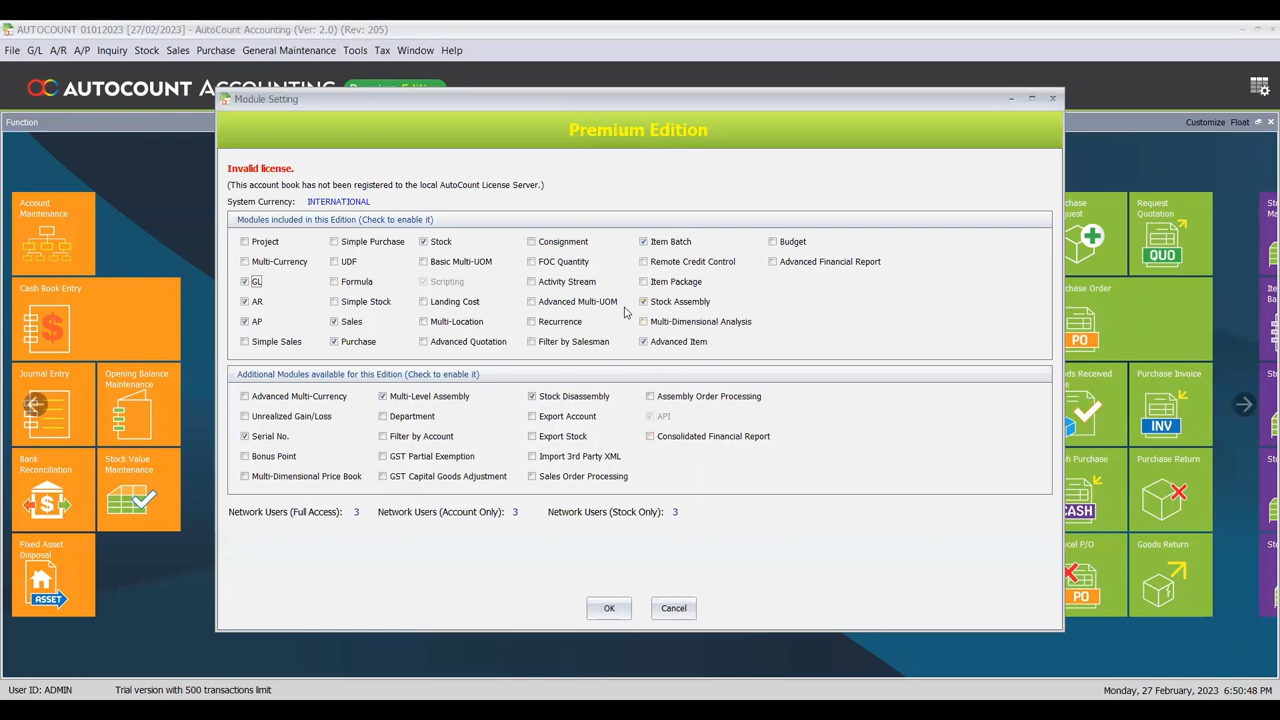 AUTOCOUNT 01012023 [27/02/2023] - AutoCount Accounting (Ver: 2.0) (Rev: 205)
File G/L A/R A/P Inquiry Stock Sales Purchase General Maintenance Tools Tax Window Help
AUTOCOUNT
Module Setting
Function
Customize Float
Premium Edition
Invalid license.
(This account book has not been registered to the local AutoCount License Server.)
System Currency: INTERNATIONAL
Modules included in this Edition (Check to enable it)
Project Simple Purchase Stock Consignment Item Batch Budget
Multi-Currency UDF Basic Multi-UOM FOC Quantity Remote Credit Control Advanced Financial Report
GL Formula Scripting Activity Stream Item Package
AR Simple Stock Landing Cost Advanced Multi-UOM Stock Assembly
AP Sales Multi-Location Recurrence Multi-Dimensional Analysis
Simple Sales Purchase Advanced Quotation Filter by Salesman Advanced Item
Additional Modules available for this Edition (Check to enable it)
Advanced Multi-Currency Multi-Level Assembly Stock Disassembly Assembly Order Processing
Unrealized Gain/Loss Department Export Account API
Serial No. Filter by Account Export Stock Consolidated Financial Report
Bonus Point GST Partial Exemption Import 3rd Party XML
Multi-Dimensional Price Book GST Capital Goods Adjustment Sales Order Processing
Network Users (Full Access): 3 Network Users (Account Only): 3 Network Users (Stock Only): 3
OK Cancel
Account
Maintenance
Cash Book Entry
Journal Entry
Opening Balance
Maintenance
Bank
Reconciliation
Stock Value
Maintenance
Fixed Asset
Disposal
ASSET
Request
Quotation
QUO
PO
Purchase Invoice
INV
Purchase Return
CASH
PO
Goods Return
User ID: ADMIN
Trial version with 500 transactions limit
Monday, 27 February, 2023 6:50:48 PM